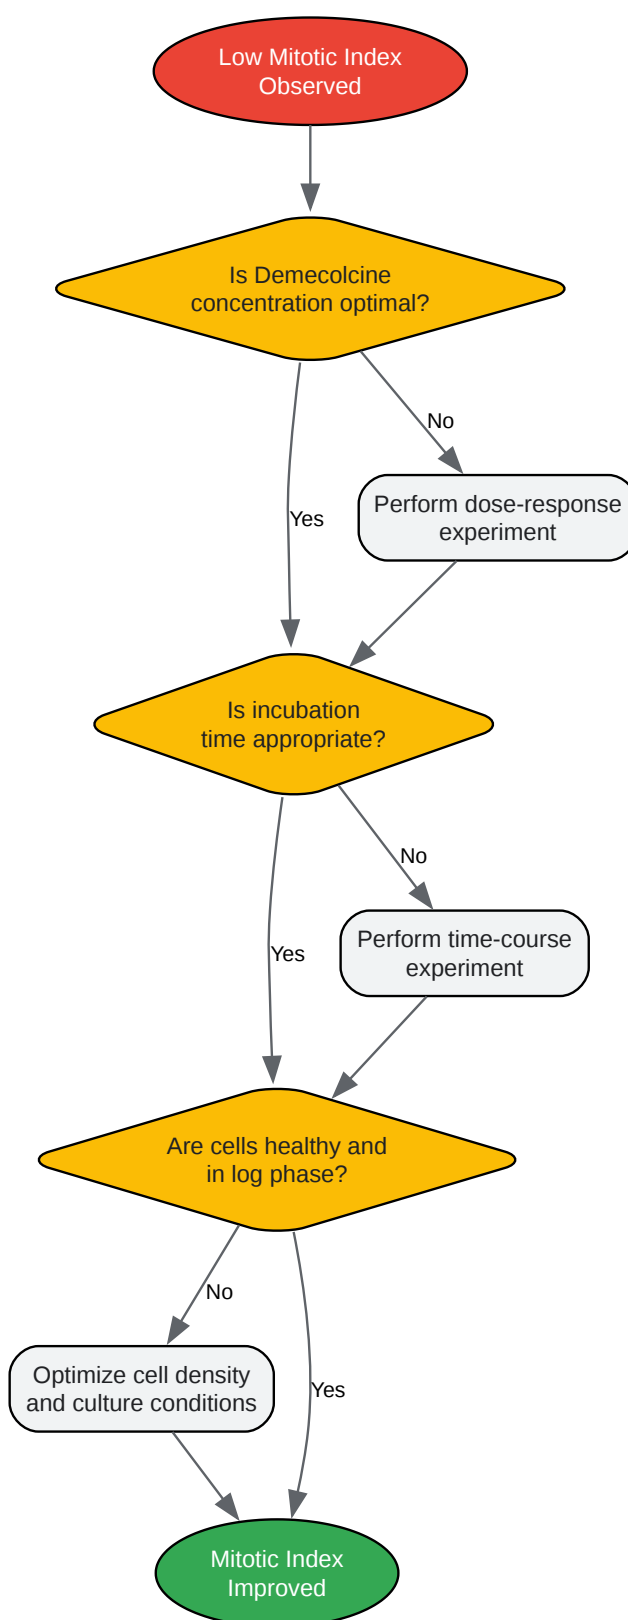 Low Mitotic Index
Observed
Is Demecolcine
concentration optimal?
No
Yes
Perform dose-response
experiment
Is incubation
time appropriate?
No
Yes
Perform time-course
experiment
Are cells healthy and
in log phase?
No
Yes
Optimize cell density
and culture conditions
Mitotic Index
Improved